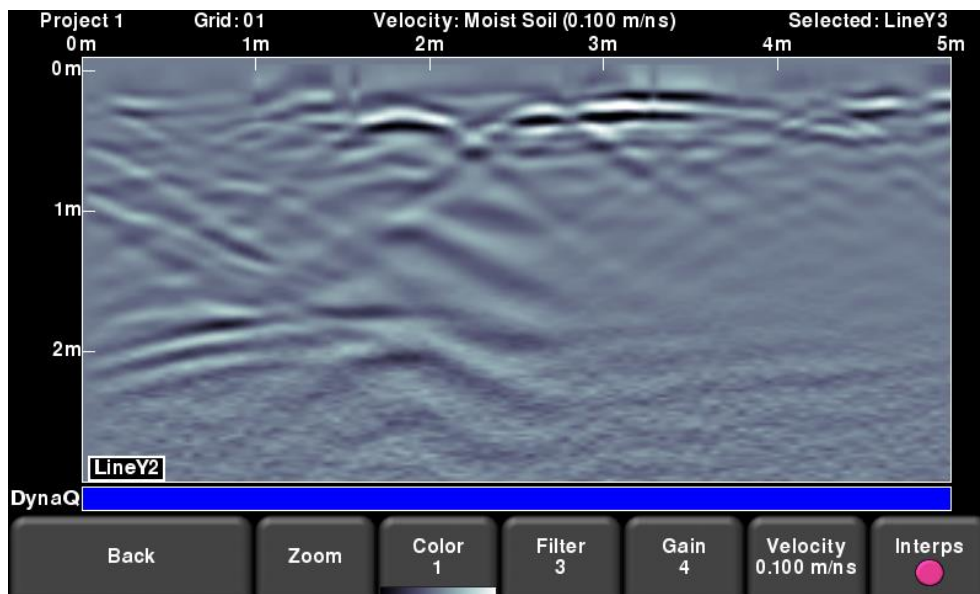 Project 1 Grid: 01 Velocity: Moist Soil (0.100 m/ns) Selected: LineY3
0m 1m 2m 3m 4m 5m
0m
1m
2m
LineY2
DynaQ
Back Zoom Color 1 Filter 3 Gain 4 Velocity 0.100 m/ns Interps